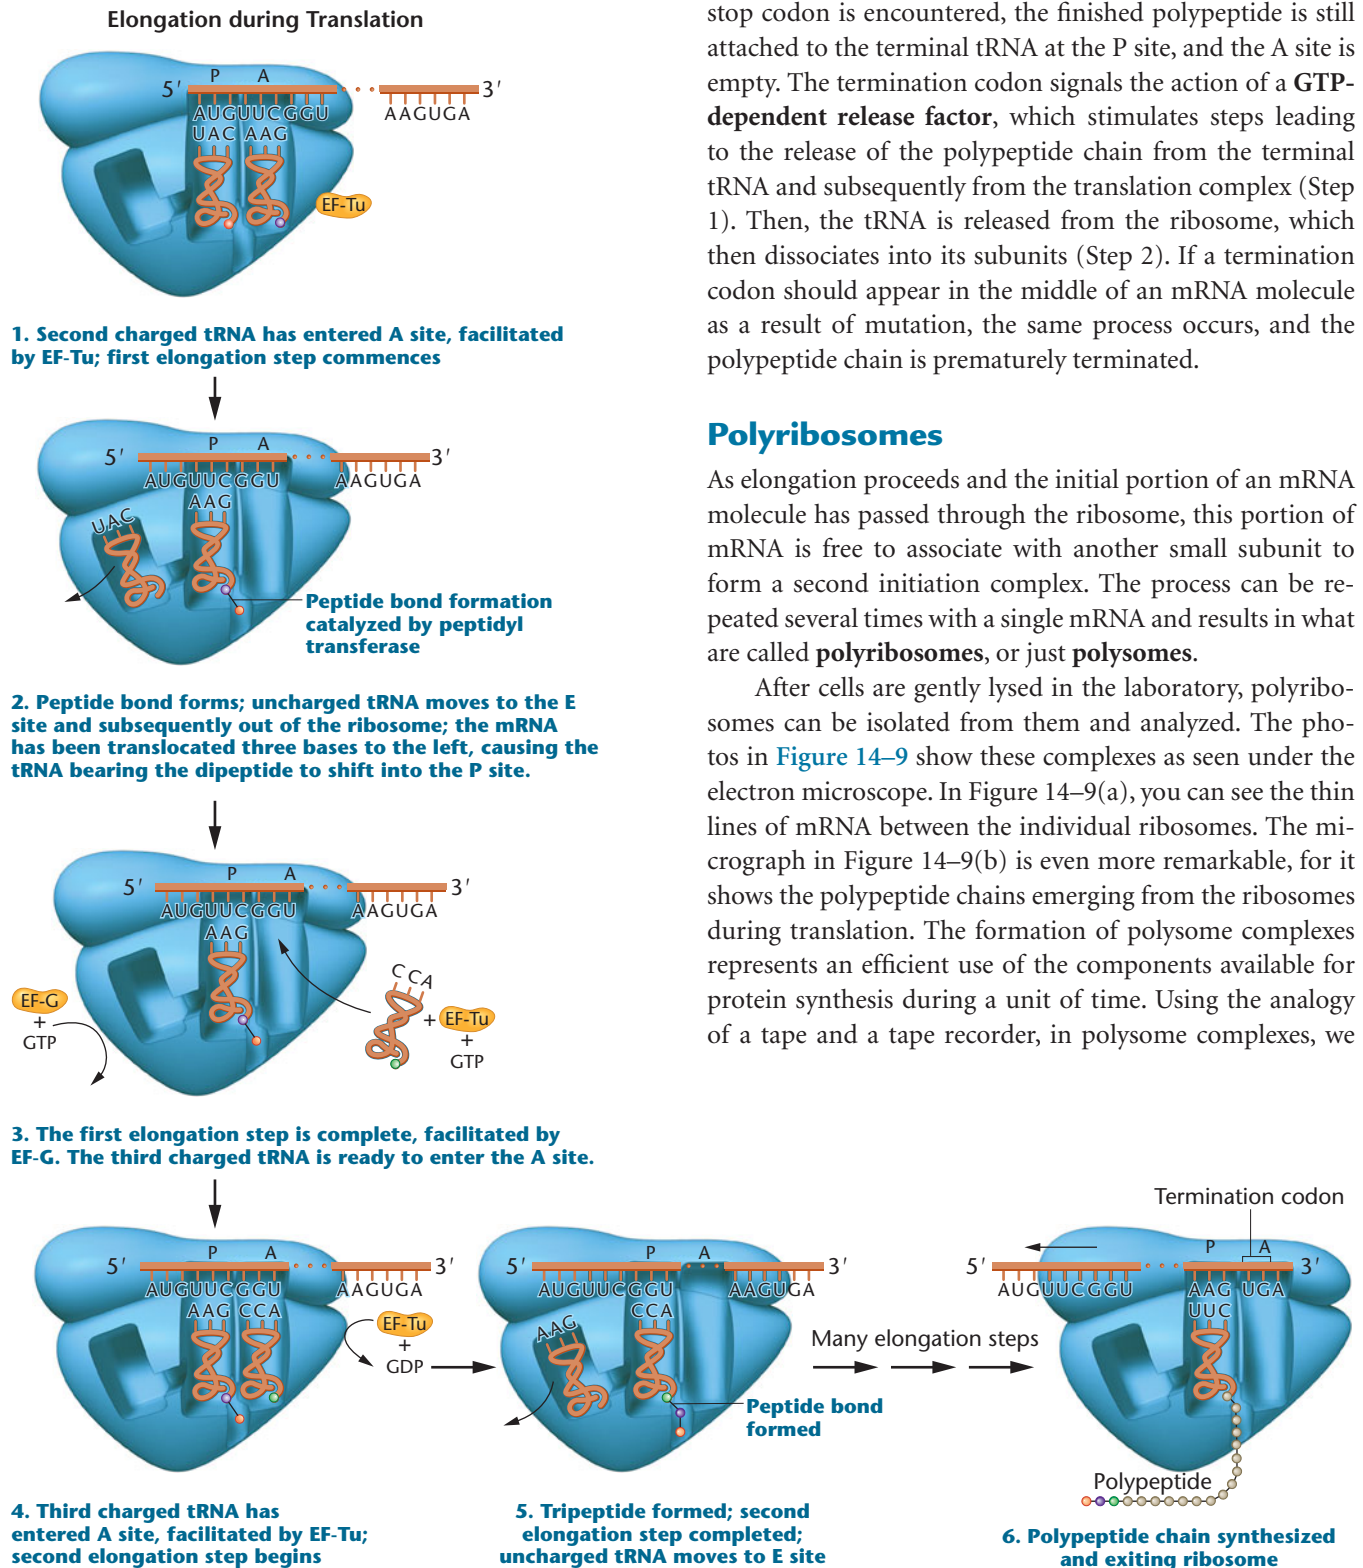 Elongation during Translation
P A
5′ 3′
AUGUUCGGU AAGUGA
UAC AAG
EF-Tu
1. Second charged tRNA has entered A site, facilitated
by EF-Tu; first elongation step commences
P A
5′ 3′
AUGUUCGGU AAGUGA
AAG
UAC
Peptide bond formation
catalyzed by peptidyl
transferase
2. Peptide bond forms; uncharged tRNA moves to the E
site and subsequently out of the ribosome; the mRNA
has been translocated three bases to the left, causing the
tRNA bearing the dipeptide to shift into the P site.
P A
5′ 3′
AUGUUCGGU AAGUGA
AAG
CCA
EF-G
+
GTP
+ EF-Tu
+
GTP
3. The first elongation step is complete, facilitated by
EF-G. The third charged tRNA is ready to enter the A site.
P A
5′ 3′
AUGUUCGGU AAGUGA
AAG CCA
EF-Tu
+
GDP
4. Third charged tRNA has
entered A site, facilitated by EF-Tu;
second elongation step begins
P A
5′ 3′
AUGUUCGGU AAGUGA
CCA
AAG
Peptide bond
formed
5. Tripeptide formed; second
elongation step completed;
uncharged tRNA moves to E site
Many elongation steps
Termination codon
P A
5′ 3′
AUGUUCGGU AAG UGA
UUC
Polypeptide
6. Polypeptide chain synthesized
and exiting ribosome
stop codon is encountered, the finished polypeptide is still
attached to the terminal tRNA at the P site, and the A site is
empty. The termination codon signals the action of a GTP-
dependent release factor, which stimulates steps leading
to the release of the polypeptide chain from the terminal
tRNA and subsequently from the translation complex (Step
1). Then, the tRNA is released from the ribosome, which
then dissociates into its subunits (Step 2). If a termination
codon should appear in the middle of an mRNA molecule
as a result of mutation, the same process occurs, and the
polypeptide chain is prematurely terminated.
Polyribosomes
As elongation proceeds and the initial portion of an mRNA
molecule has passed through the ribosome, this portion of
mRNA is free to associate with another small subunit to
form a second initiation complex. The process can be re-
peated several times with a single mRNA and results in what
are called polyribosomes, or just polysomes.
After cells are gently lysed in the laboratory, polyribo-
somes can be isolated from them and analyzed. The pho-
tos in Figure 14–9 show these complexes as seen under the
electron microscope. In Figure 14–9(a), you can see the thin
lines of mRNA between the individual ribosomes. The mi-
crograph in Figure 14–9(b) is even more remarkable, for it
shows the polypeptide chains emerging from the ribosomes
during translation. The formation of polysome complexes
represents an efficient use of the components available for
protein synthesis during a unit of time. Using the analogy
of a tape and a tape recorder, in polysome complexes, we